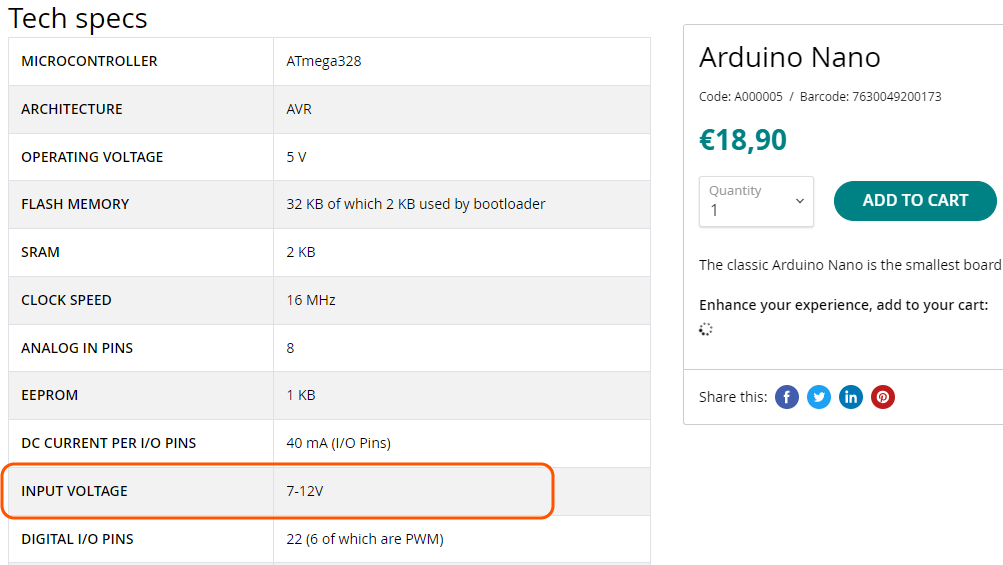 Tech specs
MICROCONTROLLER ATmega328
ARCHITECTURE AVR
OPERATING VOLTAGE 5 V
FLASH MEMORY 32 KB of which 2 KB used by bootloader
SRAM 2 KB
CLOCK SPEED 16 MHz
ANALOG IN PINS 8
EEPROM 1 KB
DC CURRENT PER I/O PINS 40 mA (I/O Pins)
INPUT VOLTAGE 7-12V
DIGITAL I/O PINS 22 (6 of which are PWM)
Arduino Nano
Code: A000005 / Barcode: 7630049200173
€18,90
Quantity
1
ADD TO CART
The classic Arduino Nano is the smallest board
Enhance your experience, add to your cart:
Share this: